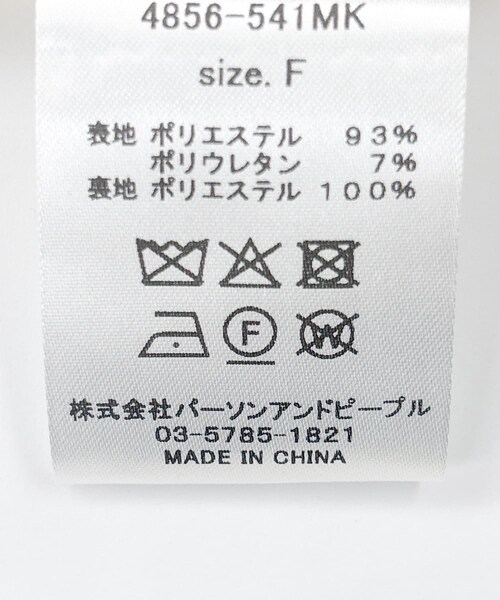 4856-541MK
size. F
表地 ポリエステル 93%
ポリウレタン 7%
裏地 ポリエステル 100%
F
W
株式会社パーソンアンドピープル
03-5785-1821
MADE IN CHINA